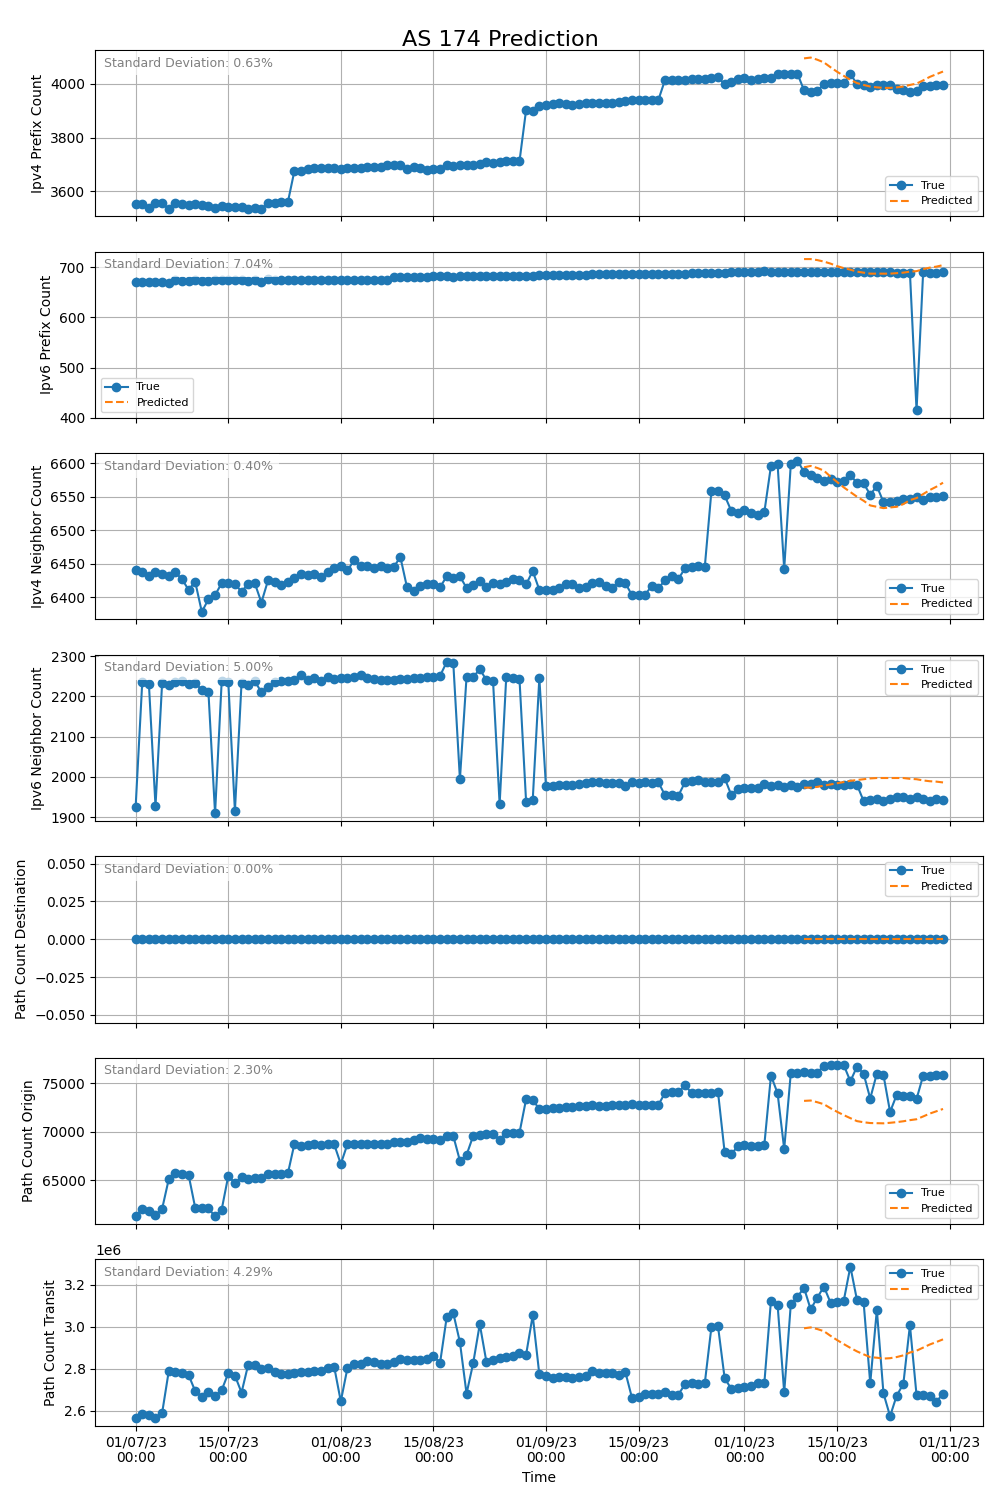 AS 174 Prediction
Standard Deviation: 0.63%
Ipv4 Prefix Count
4000
3800
3600
True
Predicted
Standard Deviation: 7.04%
Ipv6 Prefix Count
700
600
500
400
True
Predicted
Standard Deviation: 0.40%
Ipv4 Neighbor Count
6600
6550
6500
6450
6400
True
Predicted
Standard Deviation: 5.00%
Ipv6 Neighbor Count
2300
2200
2100
2000
1900
True
Predicted
Standard Deviation: 0.00%
Path Count Destination
0.050
0.025
0.000
−0.025
−0.050
True
Predicted
Standard Deviation: 2.30%
Path Count Origin
75000
70000
65000
True
Predicted
1e6
Standard Deviation: 4.29%
Path Count Transit
3.2
3.0
2.8
2.6
True
Predicted
01/07/23 15/07/23 01/08/23 15/08/23 01/09/23 15/09/23 01/10/23 15/10/23 01/11/23
00:00 00:00 00:00 00:00 00:00 00:00 00:00 00:00 00:00
Time